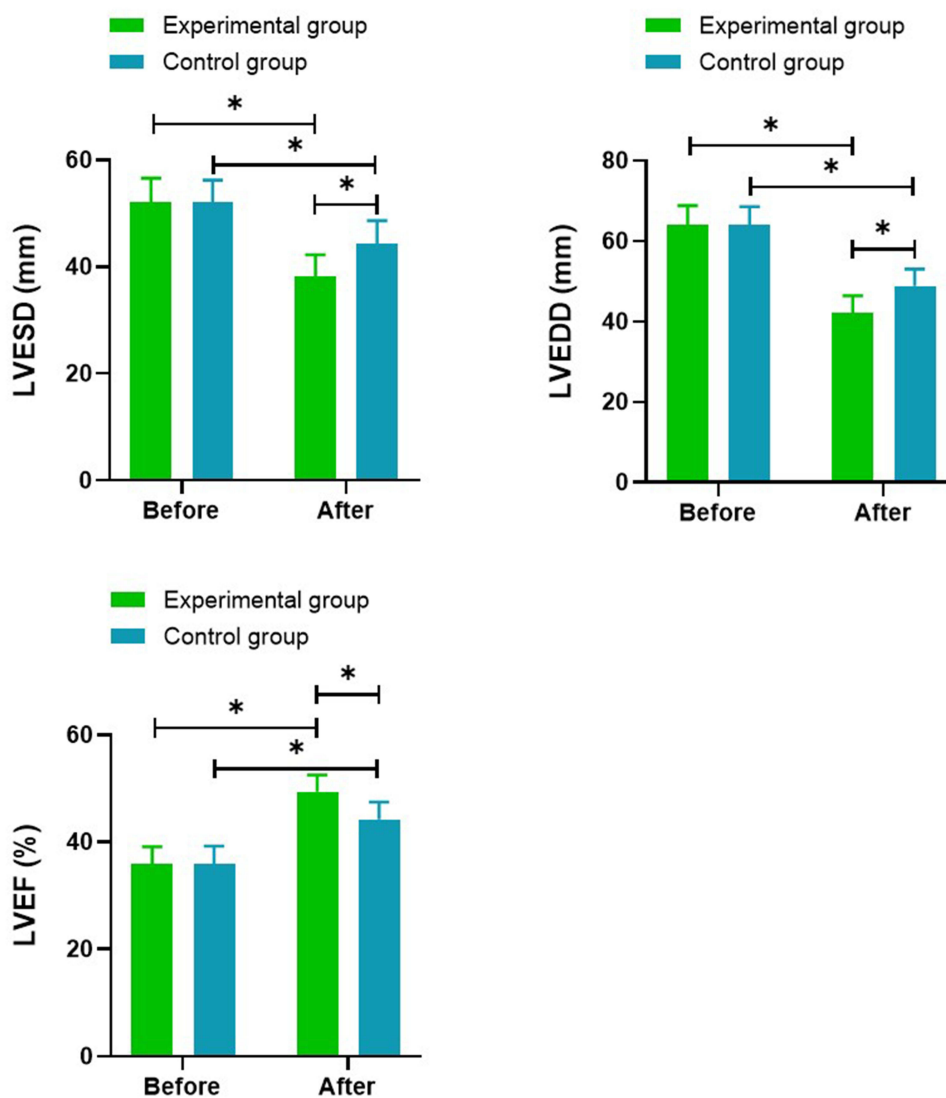 Experimental group
Control group
*
*
*
60
40
20
0
LVESD (mm)
Before After
Experimental group
Control group
*
*
*
80
60
40
20
0
LVEDD (mm)
Before After
Experimental group
Control group
*
*
*
60
40
20
0
LVEF (%)
Before After